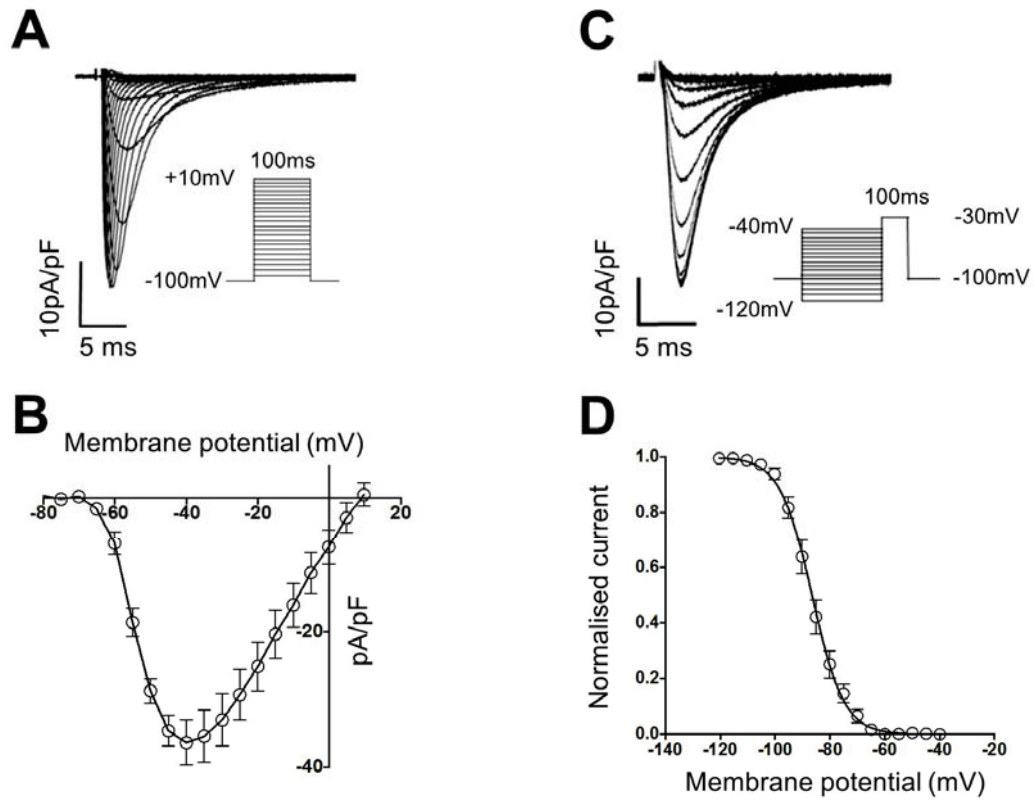 A
100ms
+10mV
-100mV
10pA/pF
5 ms
C
100ms
-40mV
-30mV
-100mV
-120mV
10pA/pF
5 ms
B
Membrane potential (mV)
-80 -60 -40 -20 20
-20
-40
pA/pF
D
1.0
0.8
0.6
0.4
0.2
0.0
Normalised current
-140 -120 -100 -80 -60 -40 -20
Membrane potential (mV)